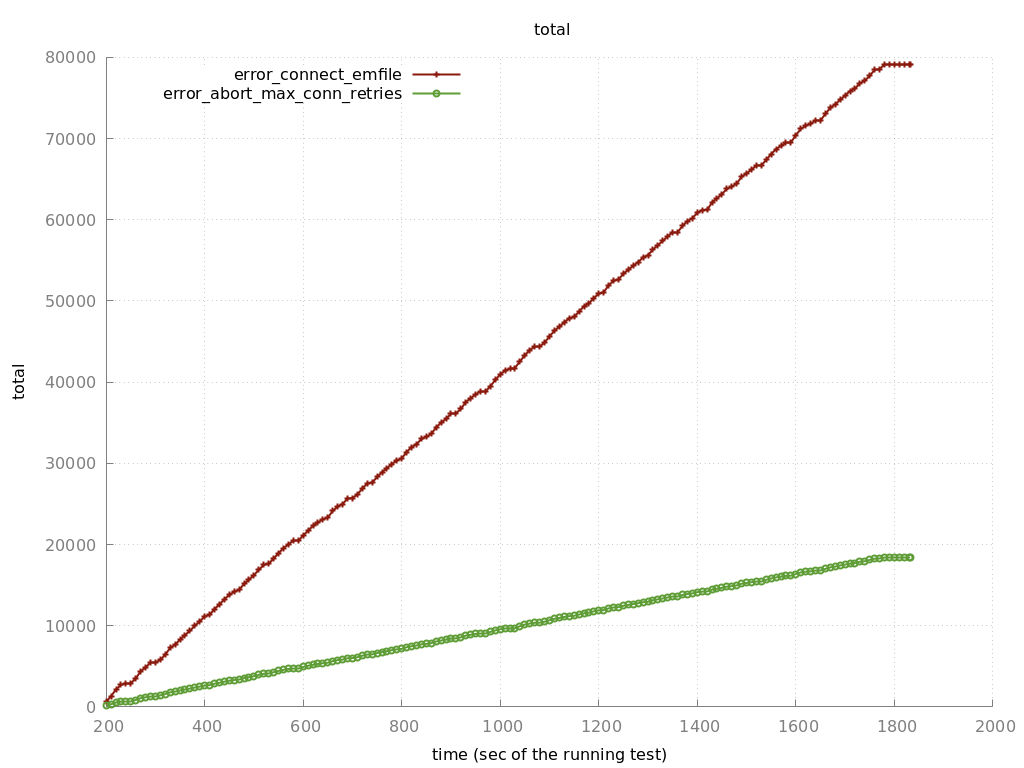 total
80000
70000
60000
50000
40000
30000
20000
10000
0
total
error_connect_emfile
error_abort_max_conn_retries
200 400 600 800 1000 1200 1400 1600 1800 2000
time (sec of the running test)